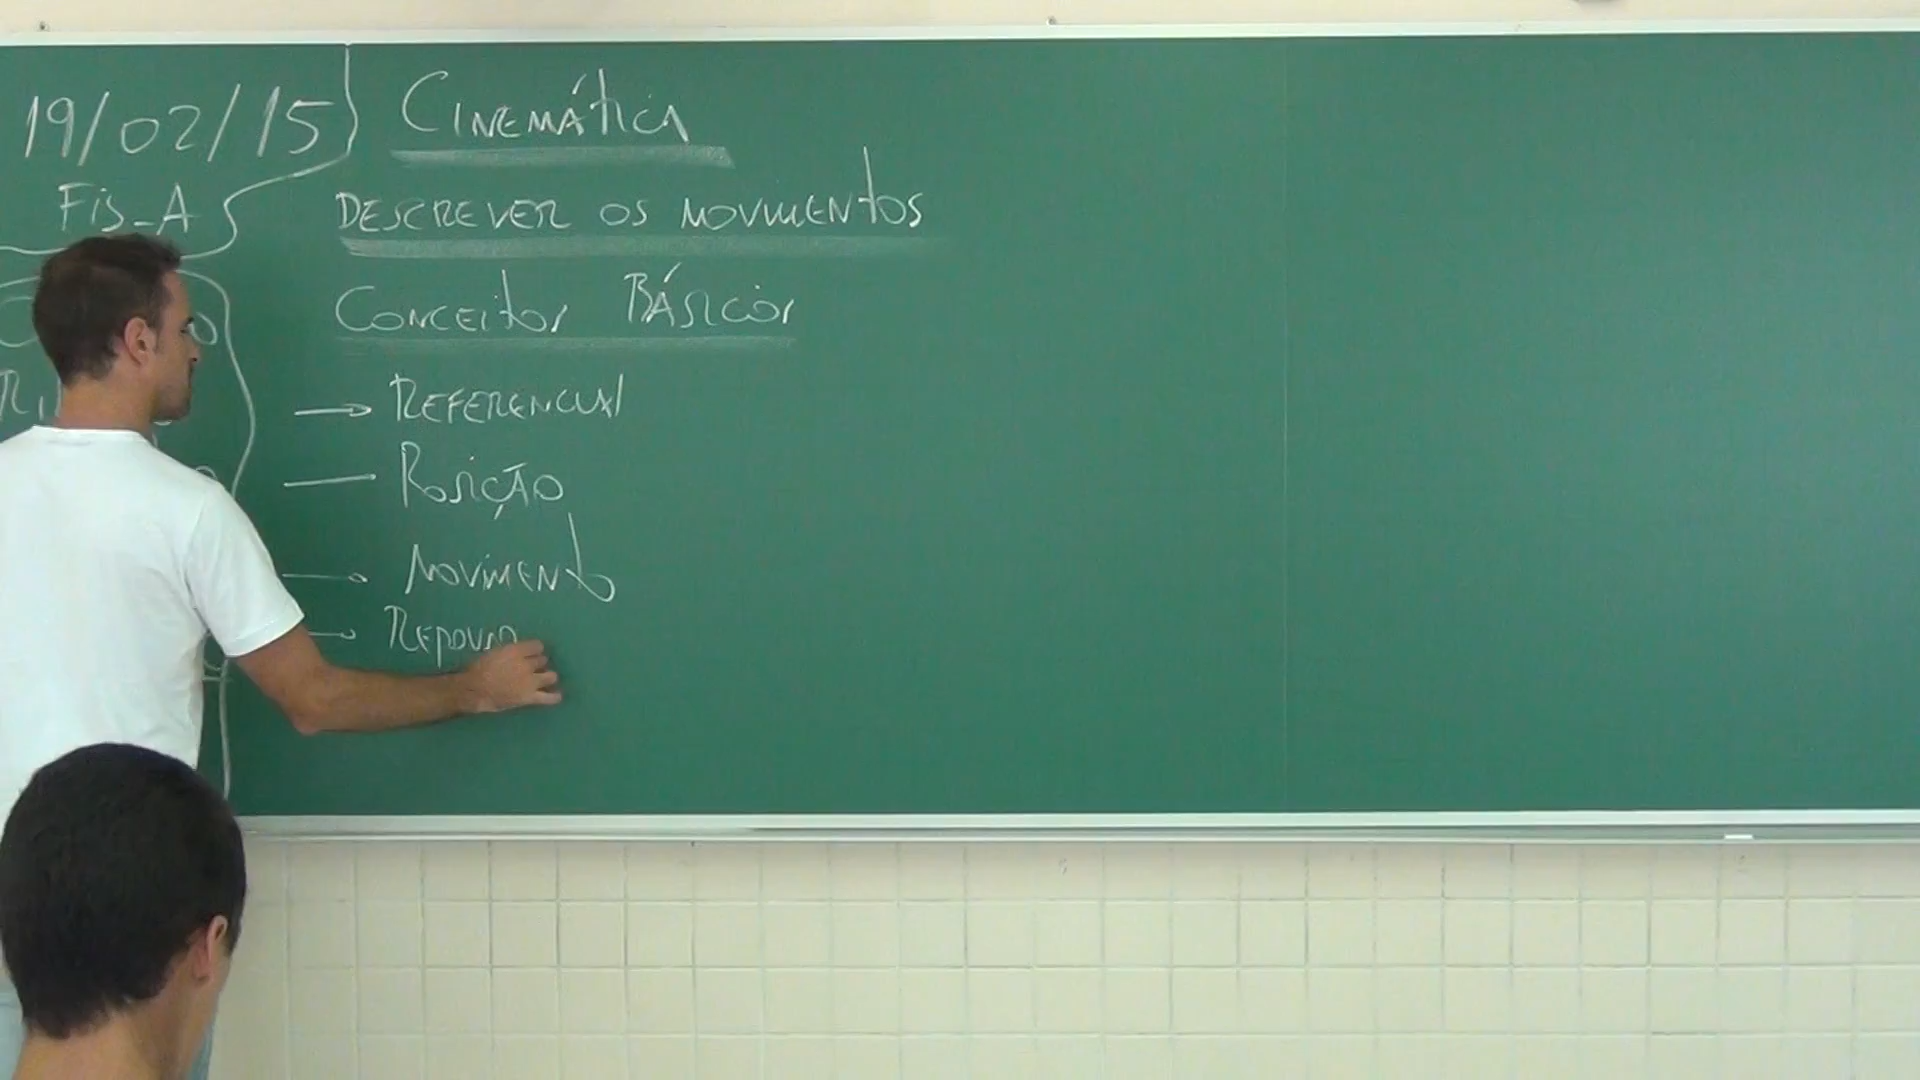 19/02/15
Fis-A
Cinemática
DESCREVER OS MOVIMENTOS
Conceitos Básicos
→ REFERENCIAL
— Posição
→ MOVIMENTO
→ REPOUSO